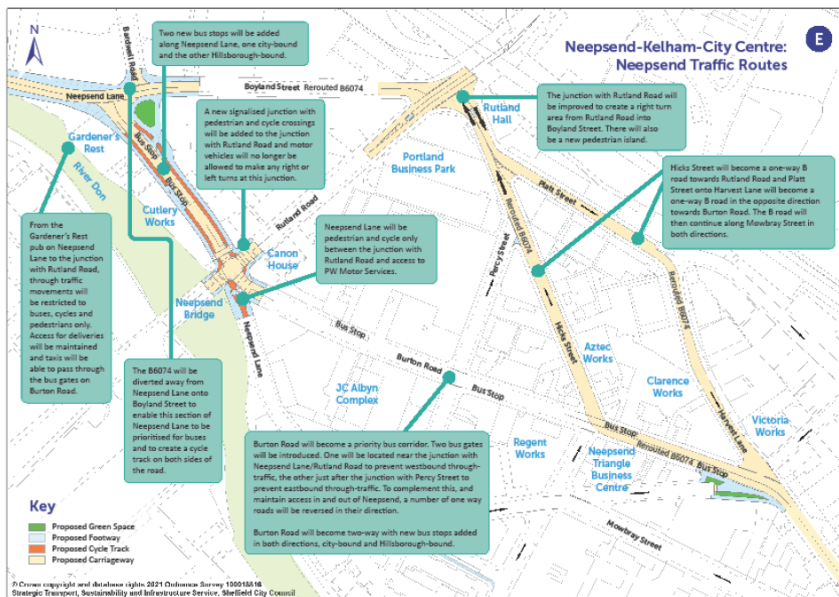 E
Neepsend-Kelham-City Centre:
Neepsend Traffic Routes
N
Bardwell Road
Two new bus stops will be added
along Neepsend Lane, one city-bound
and the other Hillsborough-bound.
Boyland Street Rerouted B6074
Neepsend Lane
Rutland
Hall
The junction with Rutland Road will
be improved to create a right turn
area from Rutland Road into
Boyland Street. There will also
be a new pedestrian island.
A new signalised junction with
pedestrian and cycle crossings
will be added to the junction
with Rutland Road and motor
vehicles will no longer be
allowed to make any right or
left turns at this junction.
Gardener's
Rest
Bus Stop
Bus Stop
River Don
Portland
Business Park
Platt Street
Hicks Street will become a one-way B
road towards Rutland Road and Platt
Street onto Harvest Lane will become a
one-way B road in the opposite direction
towards Burton Road. The B road will
then continue along Mowbray Street in
both directions.
Cutlery
Works
Rutland Road
From the
Gardener's Rest
pub on Neepsend
Lane to the junction
with Rutland Road,
through traffic
movements will
be restricted to
buses, cycles and
pedestrians only.
Access for deliveries
will be maintained
and taxis will be
able to pass through
the bus gates on
Burton Road.
Neepsend Lane will be
pedestrian and cycle only
between the junction with
Rutland Road and access to
PW Motor Services.
Canon
House
Percy Street
Rerouted B6074
Rerouted B6074
Neepsend
Bridge
Neepsend Lane
Bus Stop
Burton Road
Bus Stop
Hicks Street
Aztec
Works
The B6074 will be
diverted away from
Neepsend Lane onto
Boyland Street to
enable this section of
Neepsend Lane to be
prioritised for buses
and to create a cycle
track on both sides of
the road.
JC Albyn
Complex
Clarence
Works
Harvest Lane
Victoria
Works
Regent
Works
Bus Stop
Rerouted B6074
Bus Stop
Neepsend
Triangle
Business
Centre
Burton Road will become a priority bus corridor. Two bus gates
will be introduced. One will be located near the junction with
Neepsend Lane/Rutland Road to prevent westbound through-
traffic, the other just after the junction with Percy Street to
prevent eastbound through-traffic. To complement this, and
maintain access in and out of Neepsend, a number of one way
roads will be reversed in their direction.
Burton Road will become two-way with new bus stops added
in both directions, city-bound and Hillsborough-bound.
Mowbray Street
Key
Proposed Green Space
Proposed Footway
Proposed Cycle Track
Proposed Carriageway
© Crown copyright and database rights 2021 Ordnance Survey 100018816
Strategic Transport, Sustainability and Infrastructure Service, Sheffield City Council